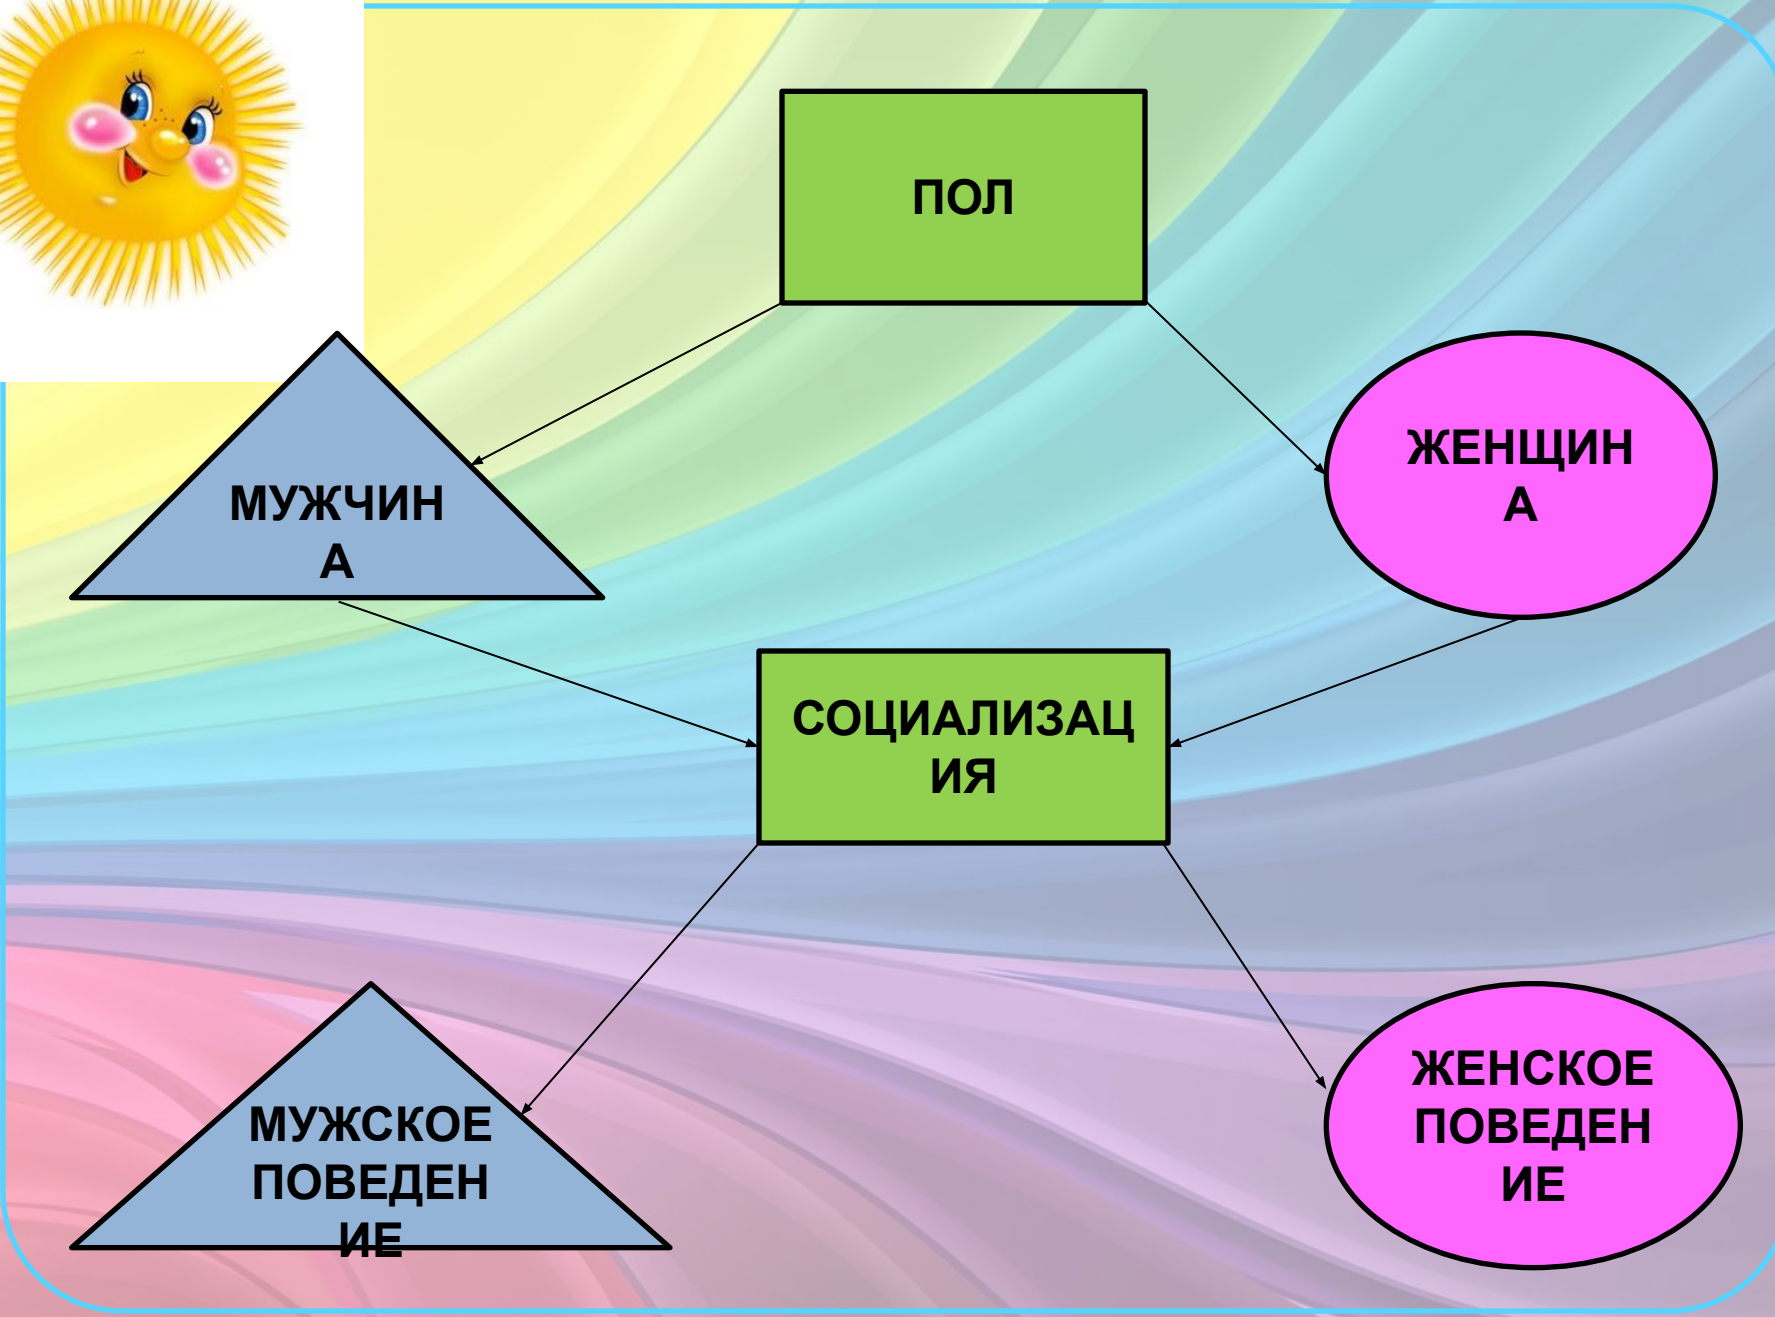 ПОЛ
МУЖЧИН
А
ЖЕНЩИН
А
СОЦИАЛИЗАЦ
ИЯ
МУЖСКОЕ
ПОВЕДЕН
ИЕ
ЖЕНСКОЕ
ПОВЕДЕН
ИЕ